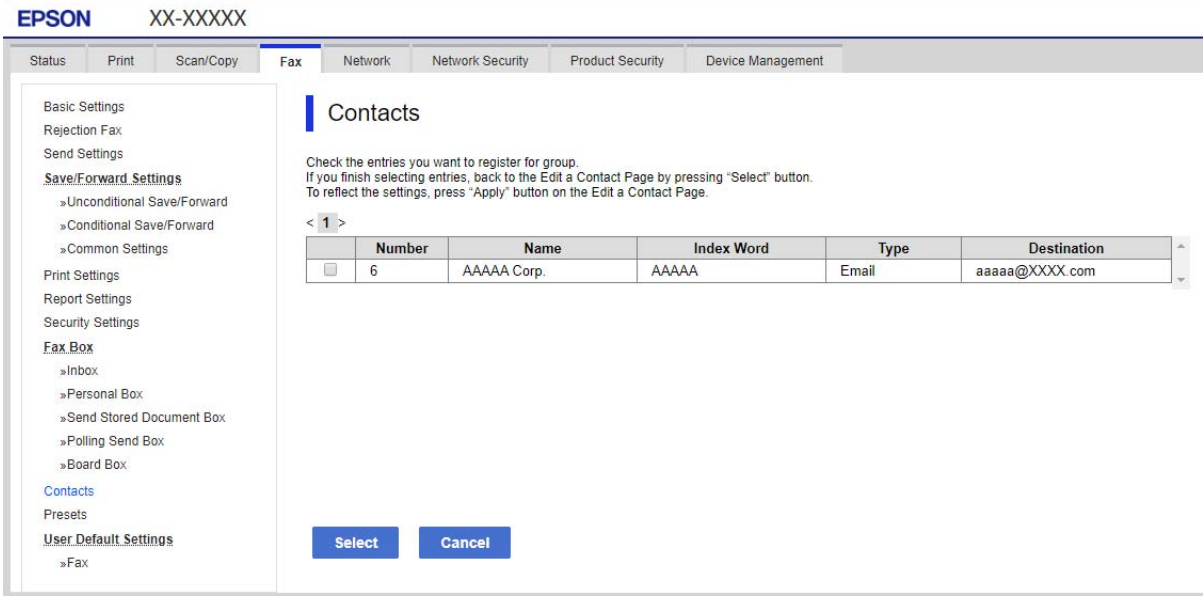 EPSON XX-XXXXX
Status Print Scan/Copy Fax Network Network Security Product Security Device Management
Basic Settings
Rejection Fax
Send Settings
Save/Forward Settings
»Unconditional Save/Forward
»Conditional Save/Forward
»Common Settings
Print Settings
Report Settings
Security Settings
Fax Box
»Inbox
»Personal Box
»Send Stored Document Box
»Polling Send Box
»Board Box
Contacts
Presets
User Default Settings
»Fax
Contacts
Check the entries you want to register for group.
If you finish selecting entries, back to the Edit a Contact Page by pressing “Select” button.
To reflect the settings, press “Apply” button on the Edit a Contact Page.
< 1 >
Number Name Index Word Type Destination
6 AAAAA Corp. AAAAA Email aaaaa@XXXX.com
Select Cancel